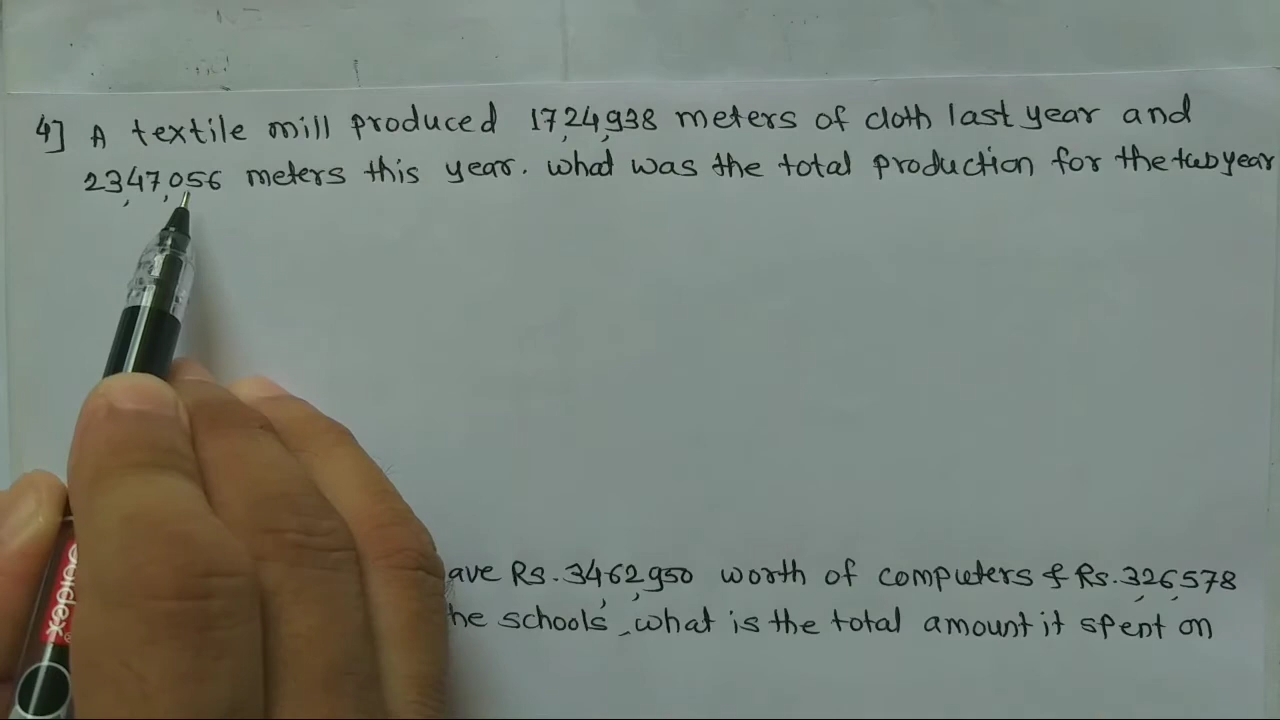 4] A textile mill produced 17,24,938 meters of cloth last year and
23,47,056 meters this year. what was the total production for the two year
ave Rs. 34,62,950 worth of computers & Rs. 3,26,578
he schools, what is the total amount it spent on